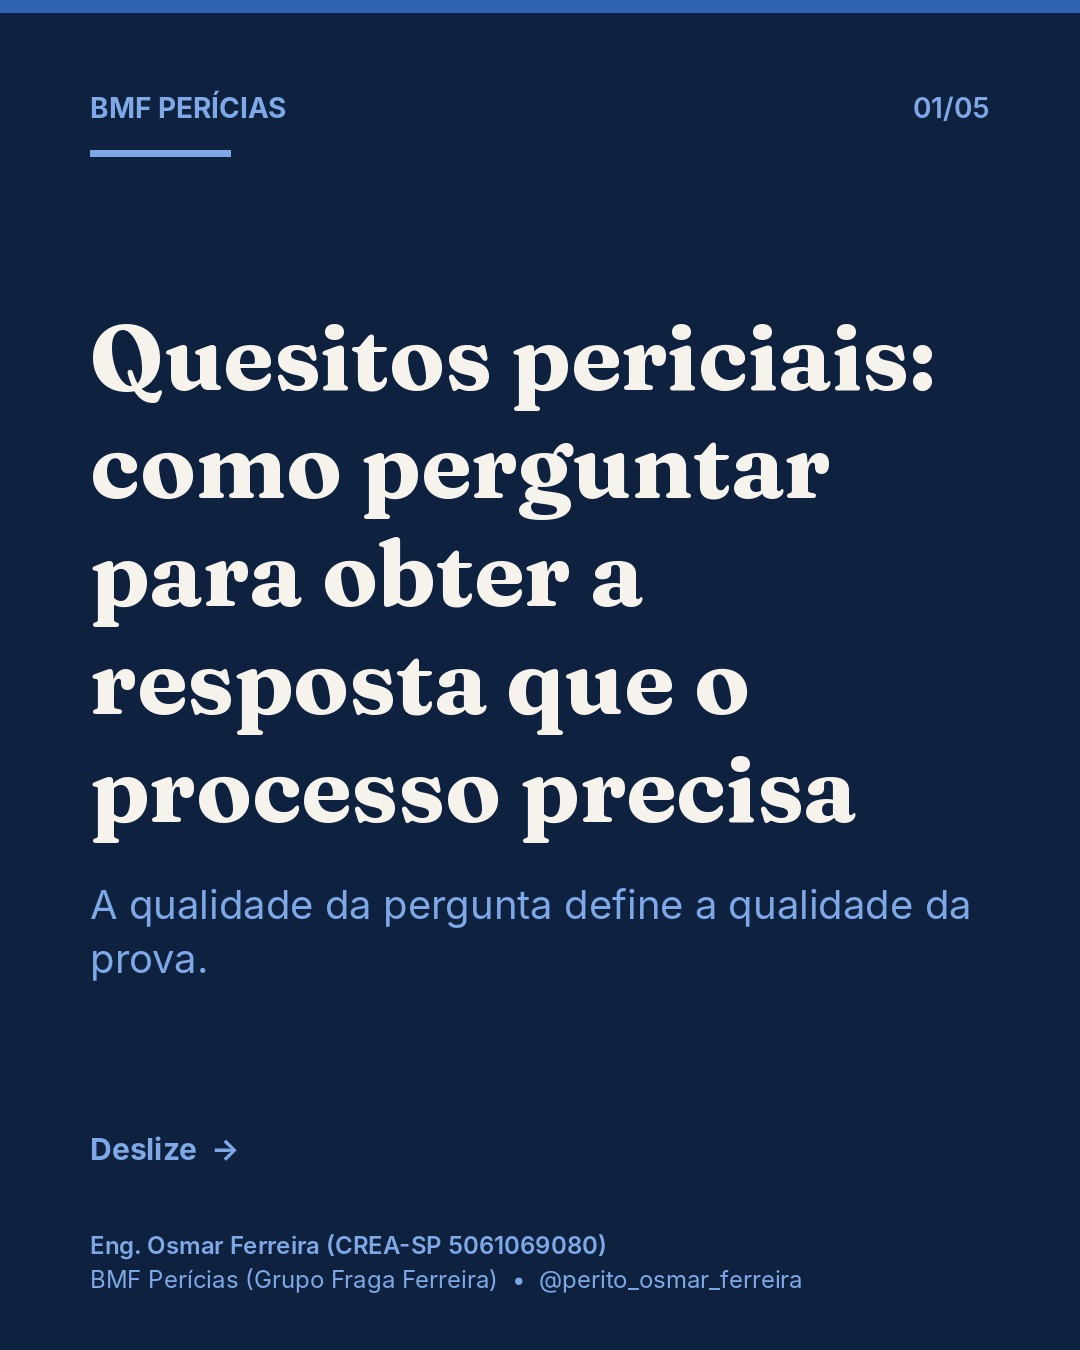 BMF PERÍCIAS
01/05
Quesitos periciais:
como perguntar
para obter a
resposta que o
processo precisa
A qualidade da pergunta define a qualidade da
prova.
Deslize →
Eng. Osmar Ferreira (CREA-SP 5061069080)
BMF Perícias (Grupo Fraga Ferreira) • @perito_osmar_ferreira